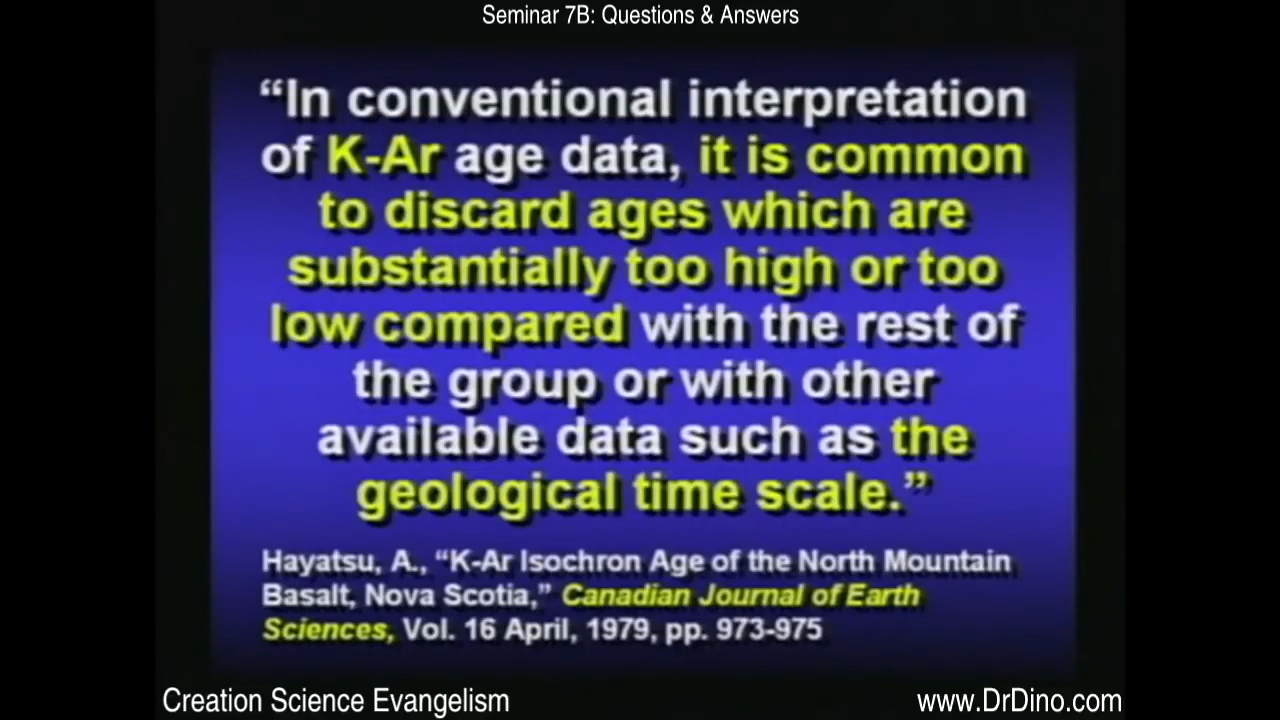 Seminar 7B: Questions & Answers
“In conventional interpretation
of K-Ar age data, it is common
to discard ages which are
substantially too high or too
low compared with the rest of
the group or with other
available data such as the
geological time scale.”
Hayatsu, A., “K-Ar Isochron Age of the North Mountain
Basalt, Nova Scotia,” Canadian Journal of Earth
Sciences, Vol. 16 April, 1979, pp. 973-975
Creation Science Evangelism
www.DrDino.com